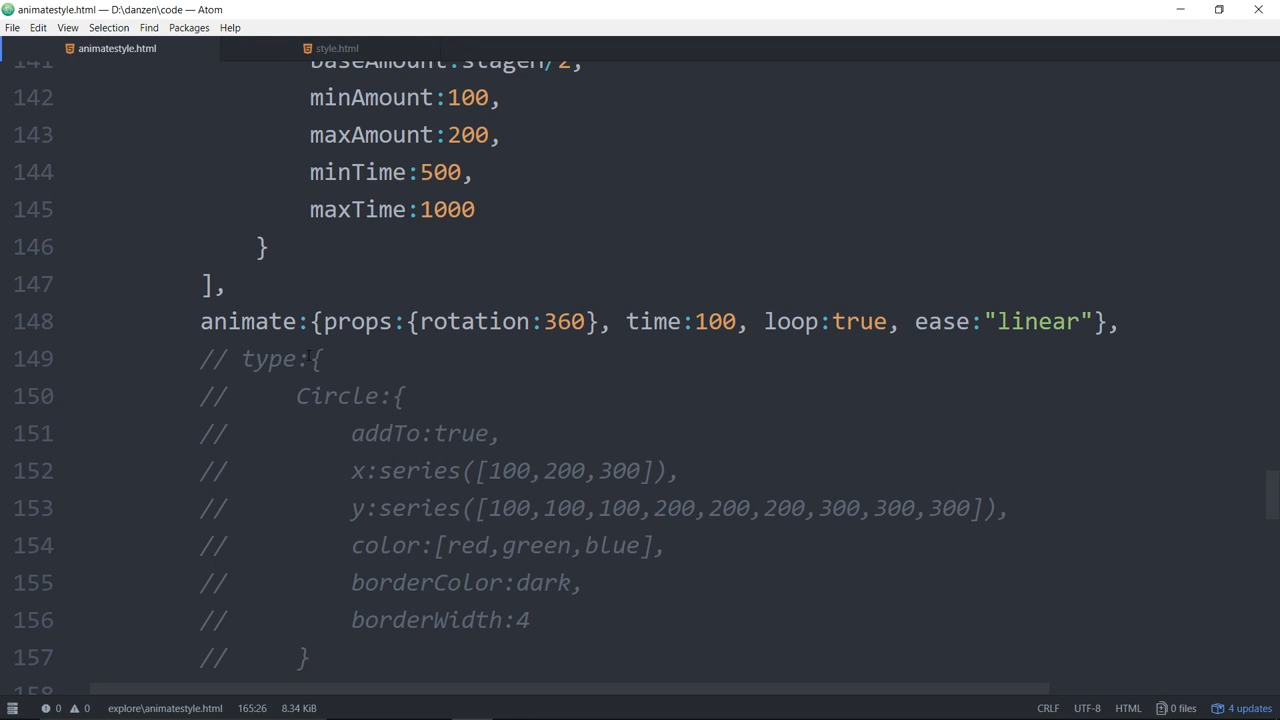 animatestyle.html — D:\danzen\code — Atom
File Edit View Selection Find Packages Help
animatestyle.html style.html
141 baseAmount:stageH/2,
142 minAmount:100,
143 maxAmount:200,
144 minTime:500,
145 maxTime:1000
146 }
147 ],
148 animate:{props:{rotation:360}, time:100, loop:true, ease:"linear"},
149 // type:{
150 // Circle:{
151 // addTo:true,
152 // x:series([100,200,300]),
153 // y:series([100,100,100,200,200,200,300,300,300]),
154 // color:[red,green,blue],
155 // borderColor:dark,
156 // borderWidth:4
157 // }
158
0 0 explore\animatestyle.html 165:26 8.34 KiB CRLF UTF-8 HTML 0 files 4 updates